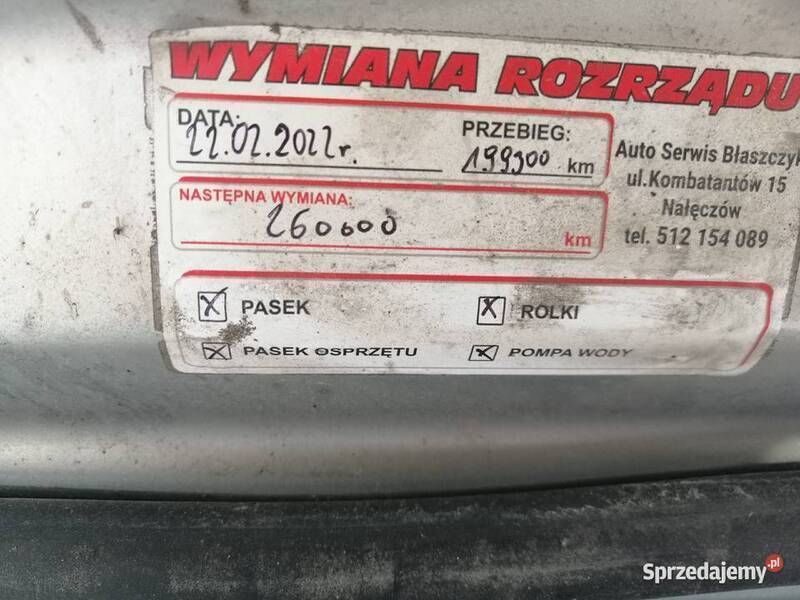 WYMIANA ROZRZĄDU
DATA: 22.02.2022r.
PRZEBIEG: 199900 km
NASTĘPNA WYMIANA:
260000 km
Auto Serwis Błaszczyk
ul.Kombatantów 15
Nałęczów
tel. 512 154 089
PASEK
ROLKI
PASEK OSPRZĘTU
POMPA WODY
Sprzedajemy.pl